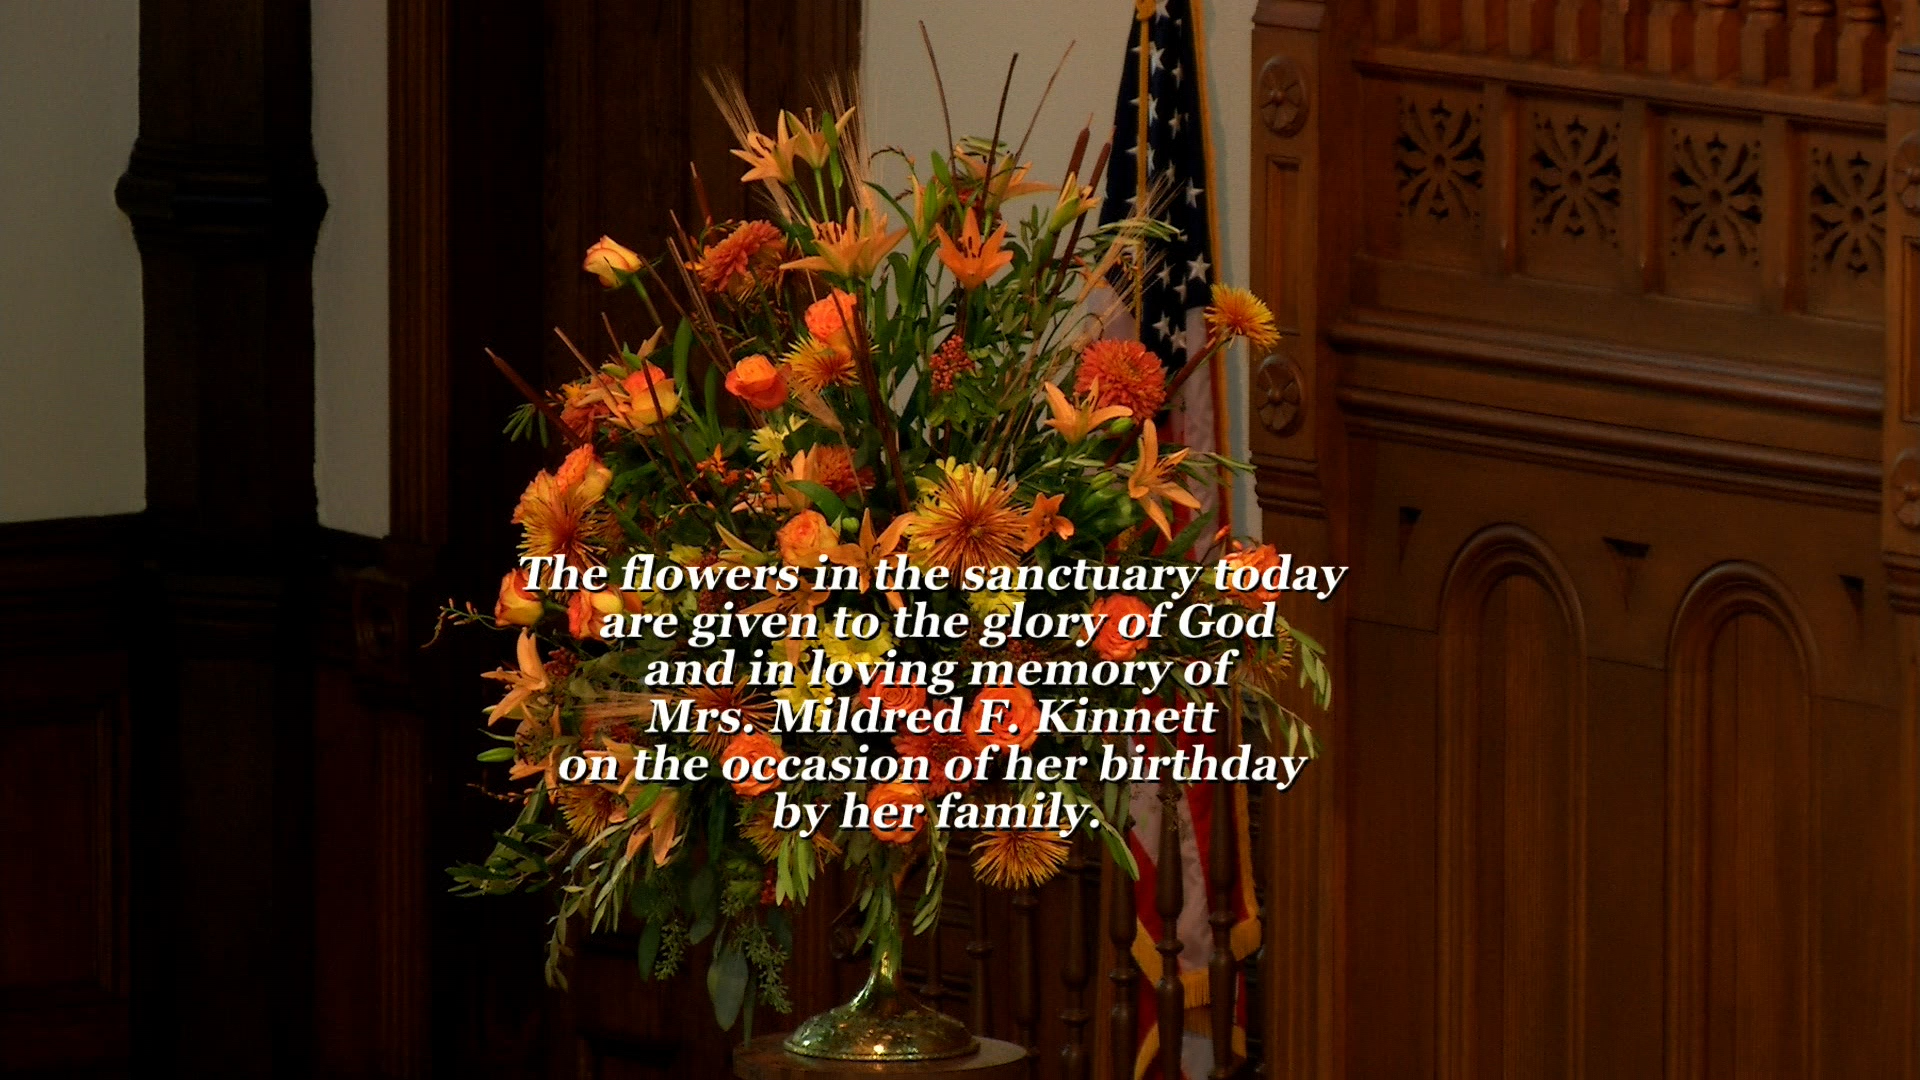 The flowers in the sanctuary today
are given to the glory of God
and in loving memory of
Mrs. Mildred F. Kinnett
on the occasion of her birthday
by her family.